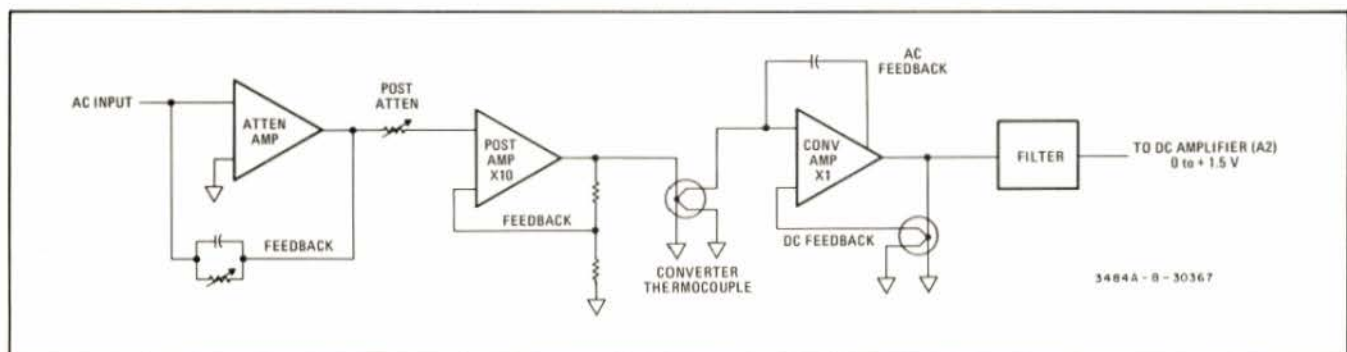 AC INPUT
ATTEN
AMP
FEEDBACK
POST
ATTEN
POST
AMP
X10
FEEDBACK
CONVERTER
THERMOCOUPLE
AC
FEEDBACK
CONV
AMP
X1
DC FEEDBACK
FILTER
TO DC AMPLIFIER (A2)
0 to + 1.5 V
3484A - B - 30367